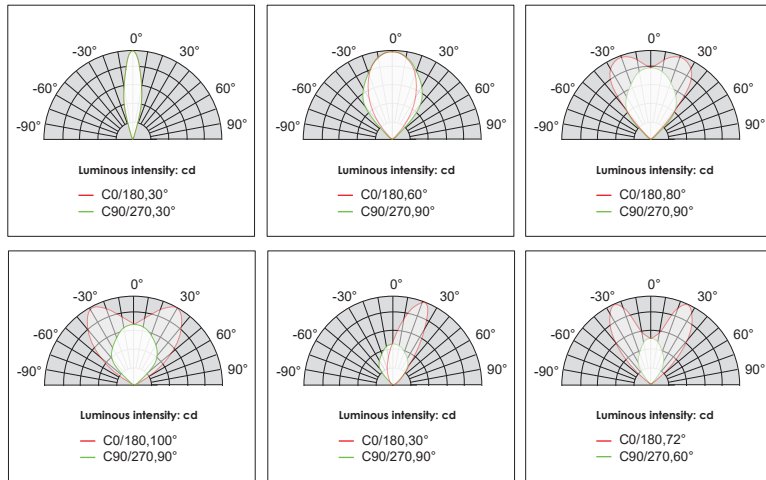 0°
-30° 30°
60°
-90° 90°
Luminous intensity: cd
C0/180,30°
C90/270,30°
0°
-30° 30°
60°
-90° 90°
Luminous intensity: cd
C0/180,60°
C90/270,90°
0°
-30° 30°
60°
-90° 90°
Luminous intensity: cd
C0/180,80°
C90/270,90°
0°
-30° 30°
-60° 60°
-90° 90°
Luminous intensity: cd
C0/180,100°
C90/270,90°
0°
-30° 30°
-60° 60°
-90° 90°
Luminous intensity: cd
C0/180,30°
C90/270,90°
0°
-30° 30°
-60° 60°
-90° 90°
Luminous intensity: cd
C0/180,72°
C90/270,60°